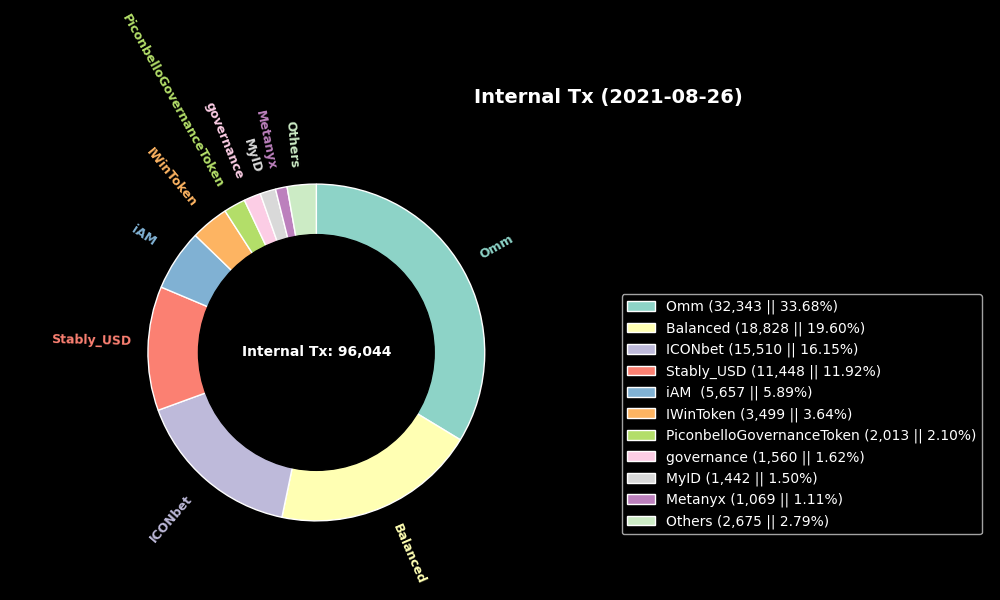 Internal Tx (2021-08-26)
PiconbelloGovernanceToken
governance
MyID
Metanyx
Others
IWinToken
iAM
Omm
Stably_USD
Internal Tx: 96,044
ICONbet
Balanced
Omm (32,343 || 33.68%)
Balanced (18,828 || 19.60%)
ICONbet (15,510 || 16.15%)
Stably_USD (11,448 || 11.92%)
iAM  (5,657 || 5.89%)
IWinToken (3,499 || 3.64%)
PiconbelloGovernanceToken (2,013 || 2.10%)
governance (1,560 || 1.62%)
MyID (1,442 || 1.50%)
Metanyx (1,069 || 1.11%)
Others (2,675 || 2.79%)